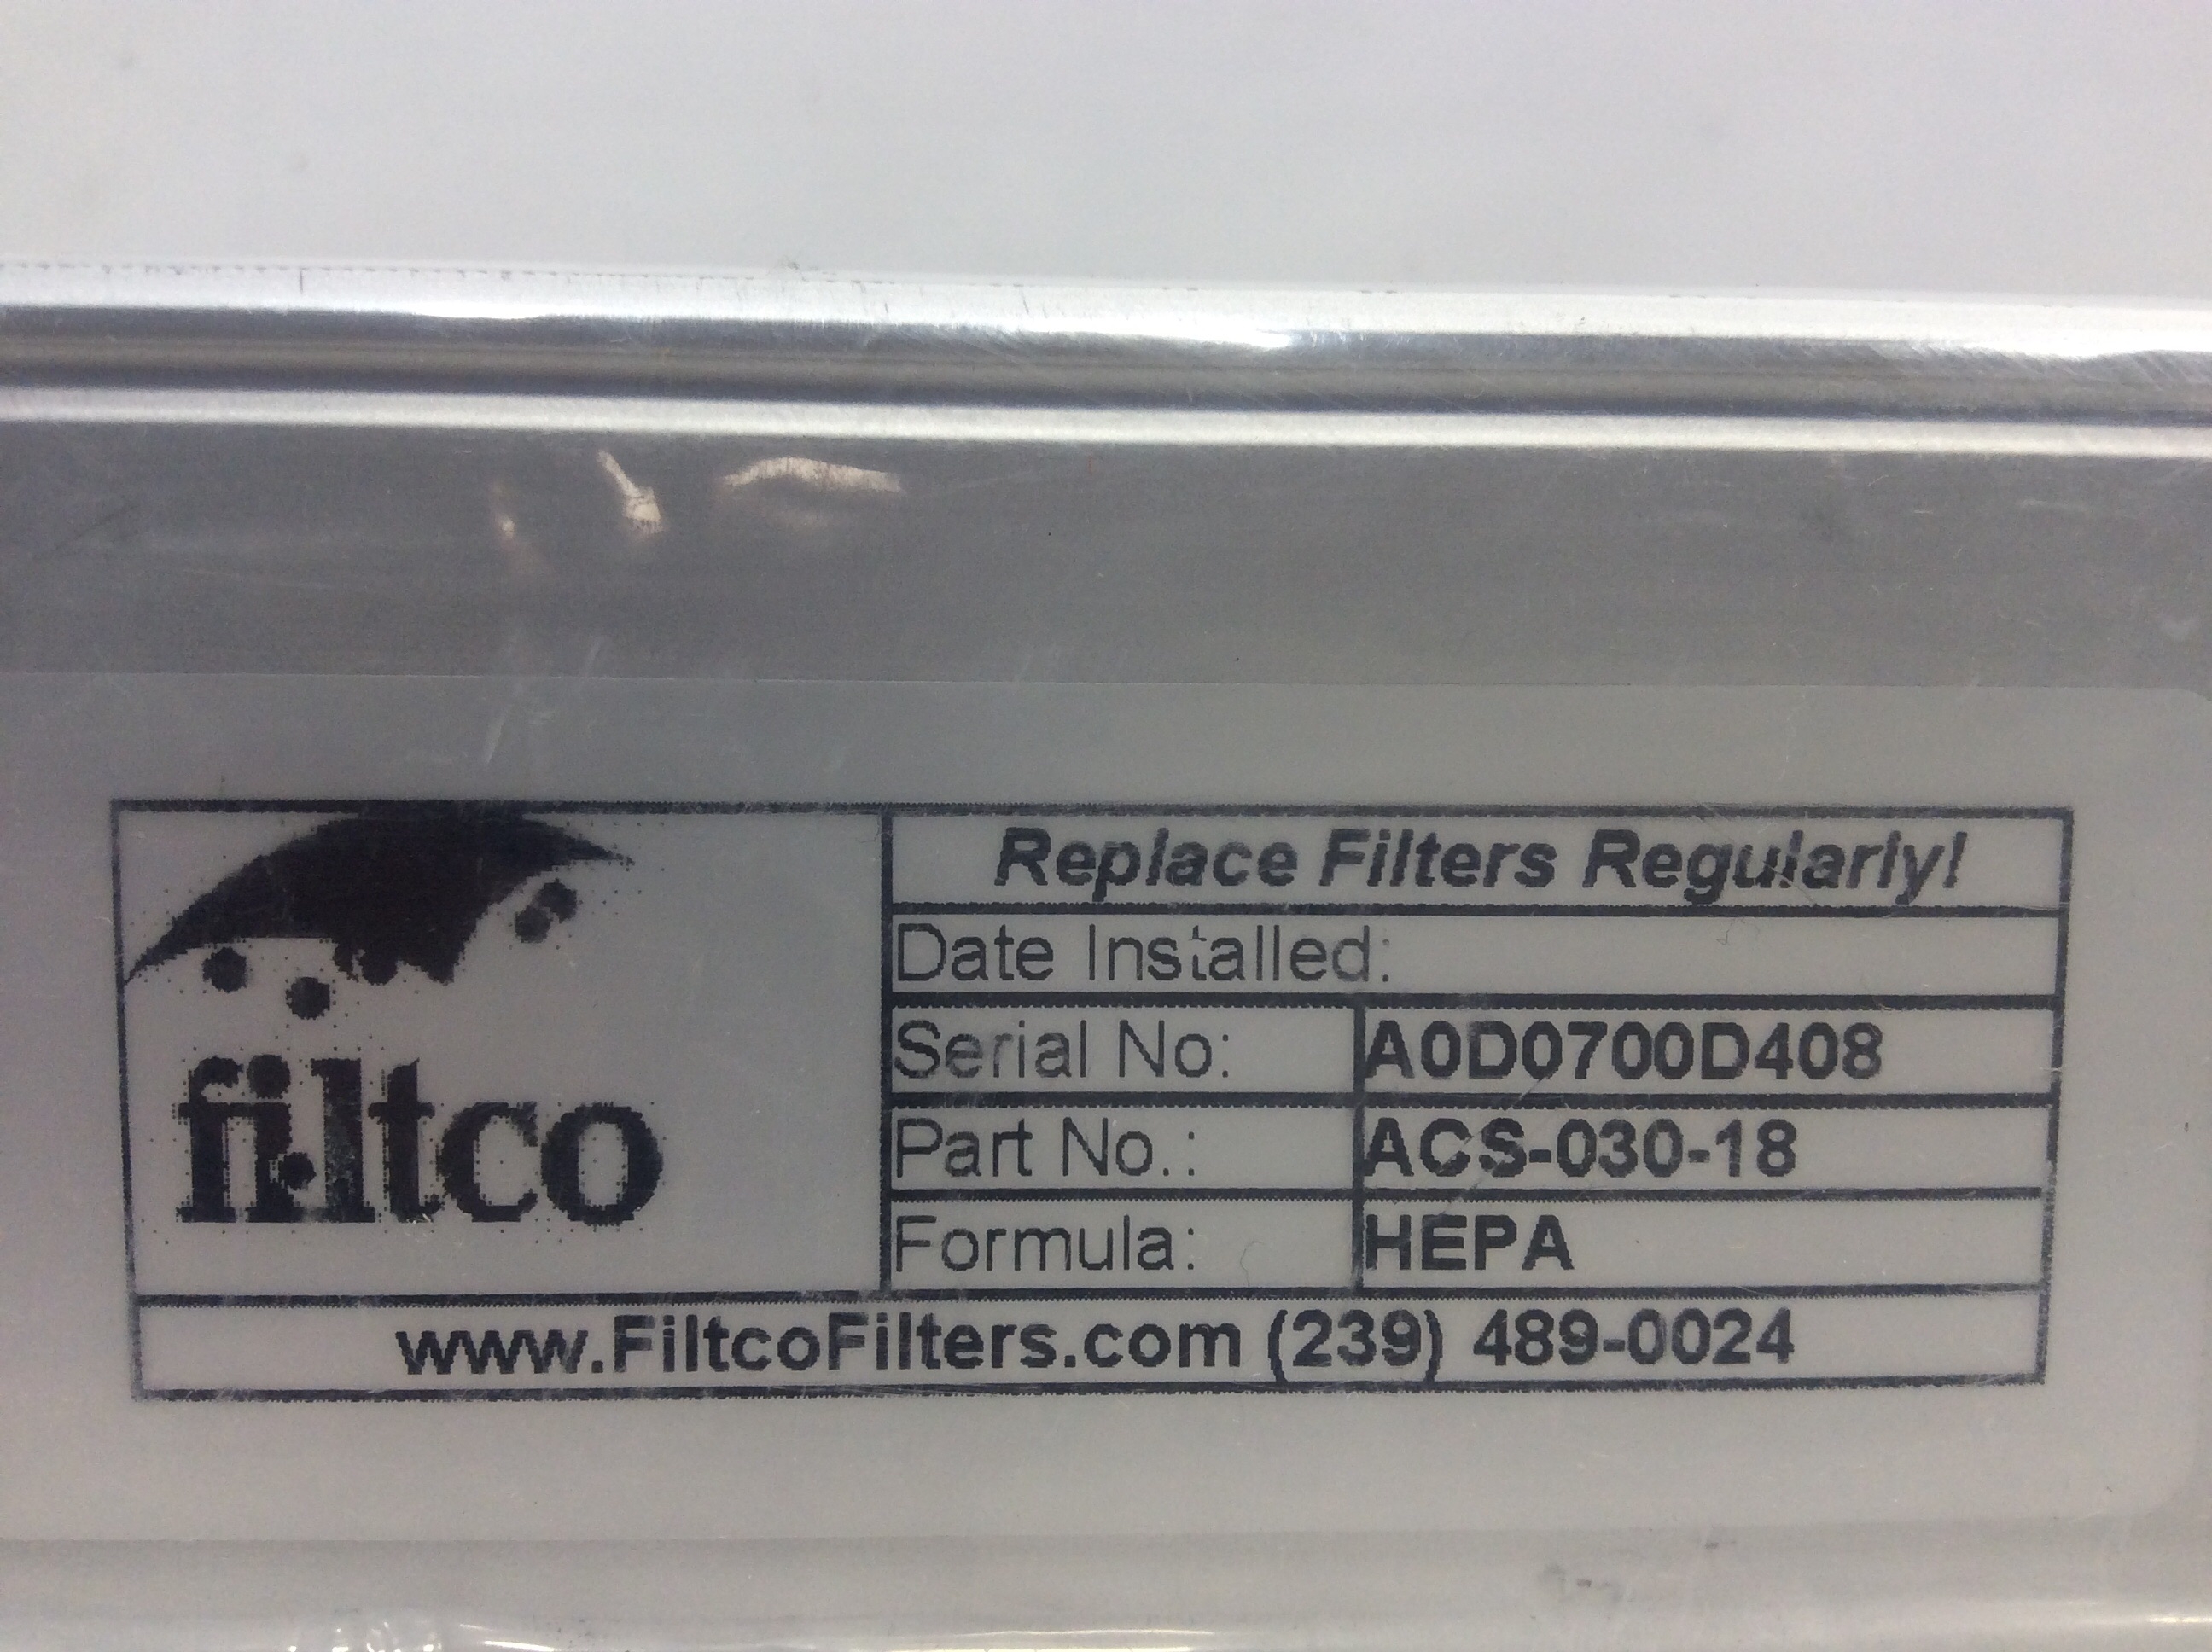 filtco
Replace Filters Regularly!
Date Installed:
Serial No: A0D0700D408
Part No.: ACS-030-18
Formula: HEPA
www.FiltcoFilters.com (239) 489-0024